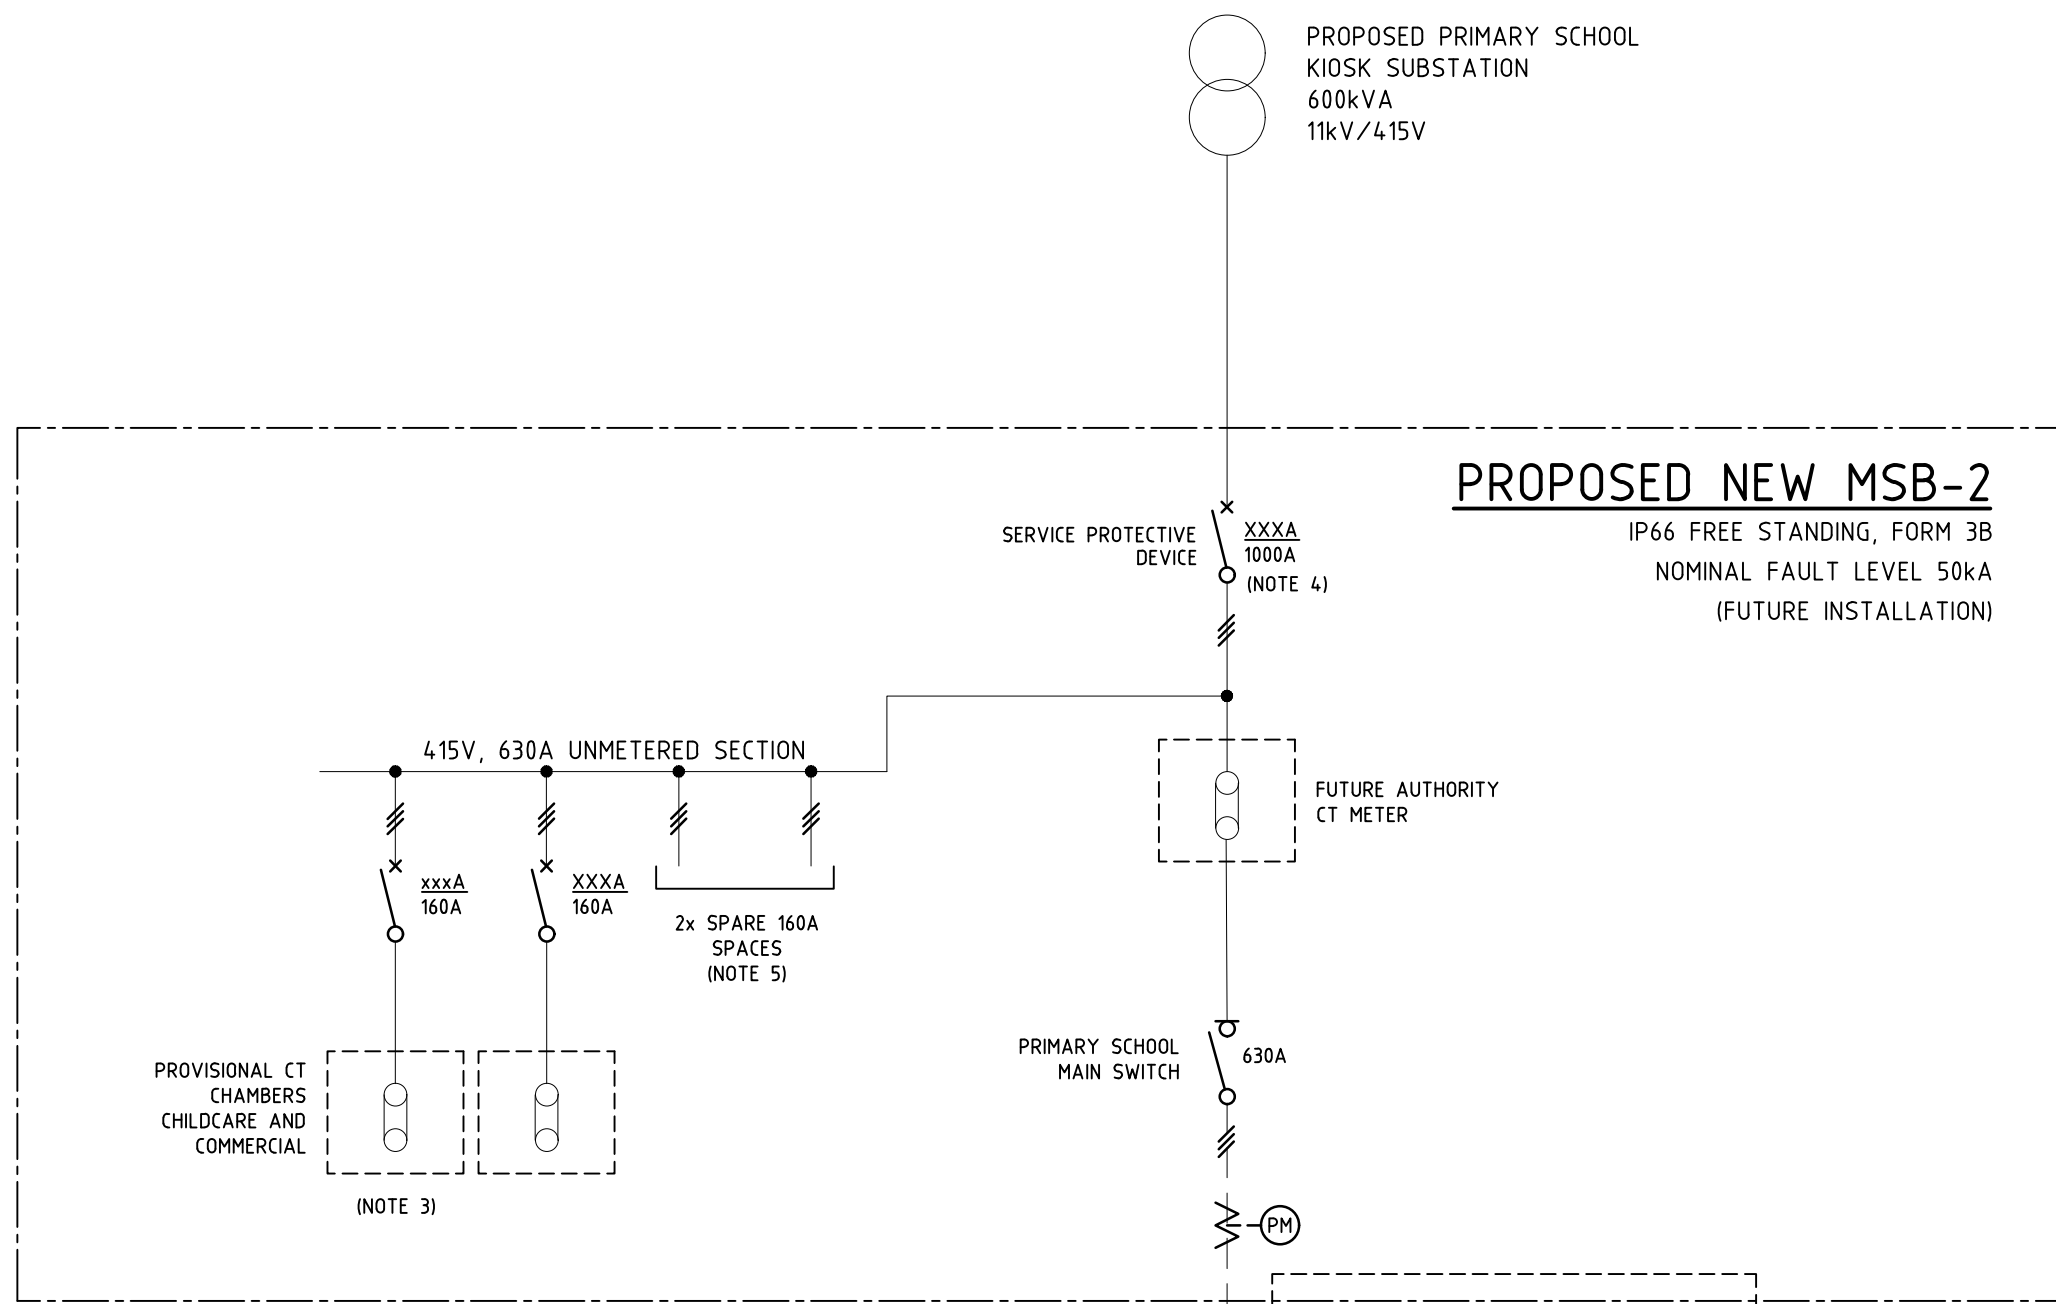 PROPOSED PRIMARY SCHOOL
KIOSK SUBSTATION
600kVA
11kV/415V
PROPOSED NEW MSB-2
IP66 FREE STANDING, FORM 3B
NOMINAL FAULT LEVEL 50kA
(FUTURE INSTALLATION)
SERVICE PROTECTIVE
DEVICE
XXXA
1000A
(NOTE 4)
415V, 630A UNMETERED SECTION
FUTURE AUTHORITY
CT METER
xxxA
160A
XXXA
160A
2x SPARE 160A
SPACES
(NOTE 5)
PRIMARY SCHOOL
MAIN SWITCH
630A
PROVISIONAL CT
CHAMBERS
CHILDCARE AND
COMMERCIAL
(NOTE 3)
PM